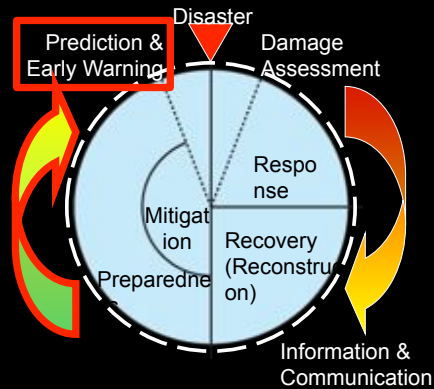 Disaster
Prediction &
Early Warning
Damage
Assessment
Respo
nse
Mitigat
ion
Recovery
(Reconstru
on)
Preparedne
s
Information &
Communication